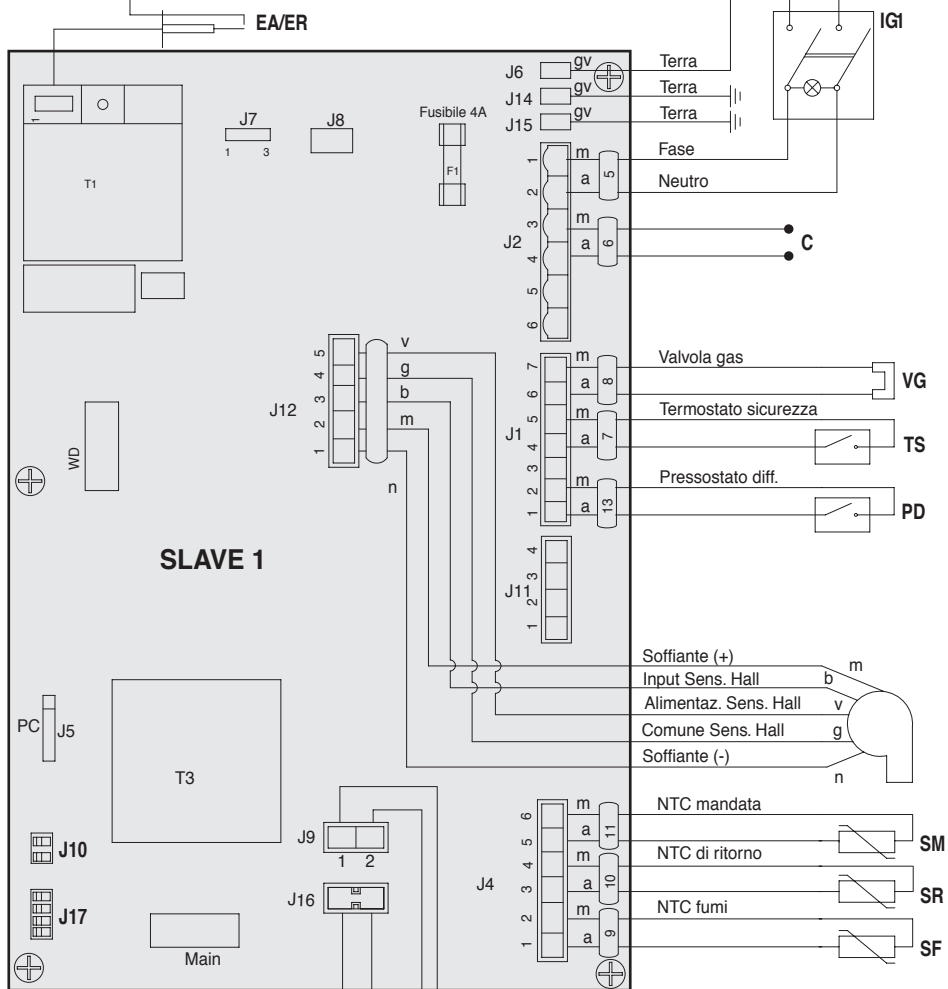 EA/ER
IG1
J6 gv Terra
J14 gv Terra
J15 gv Terra
1
T1
J7
1 3
J8
Fusibile 4A
F1
J2
1 2 3 4 5 6
m Fase
a 5 Neutro
m
a 6 C
J12
5 4 3 2 1
v
g
b
m
n
J1
7 6 5 4 3 2 1
m Valvola gas
a 8 VG
m Termostato sicurezza
a 7 TS
m Pressostato diff.
a 13 PD
WD
SLAVE 1
J11
4 3 2 1
Soffiante (+) m
Input Sens. Hall b
Alimentaz. Sens. Hall v
Comune Sens. Hall g
Soffiante (-) n
PC J5
T3
J9
1 2
J10
J16
J17
Main
J4
6 5 4 3 2 1
m NTC mandata
a 11 SM
m NTC di ritorno
a 10 SR
m NTC fumi
a 9 SF